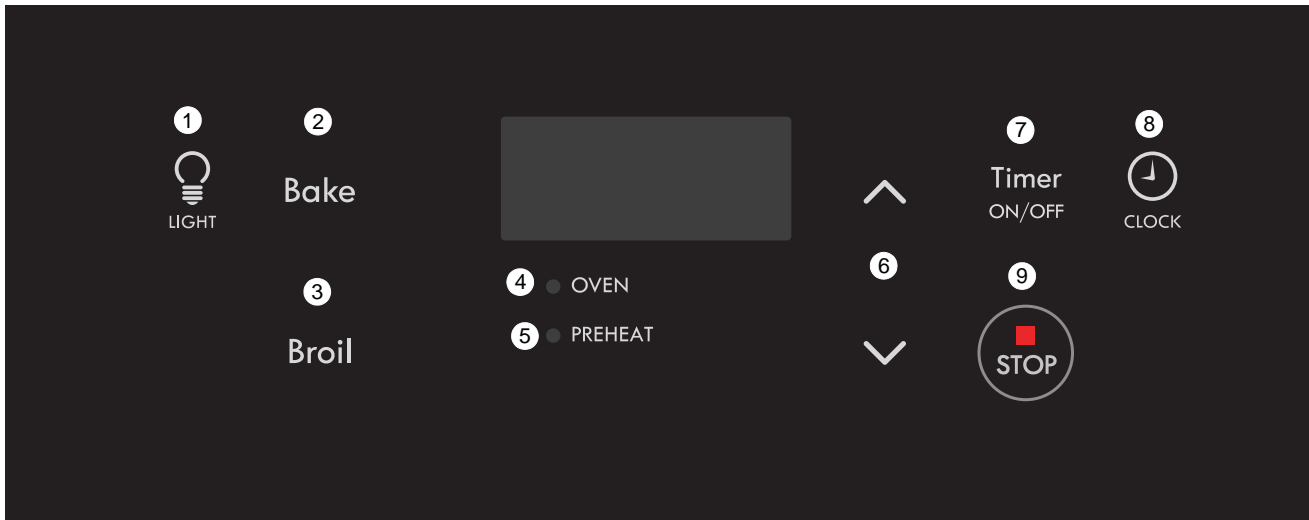 1
LIGHT
2
Bake
3
Broil
4 OVEN
5 PREHEAT
6
7
Timer
ON/OFF
8
CLOCK
9
STOP